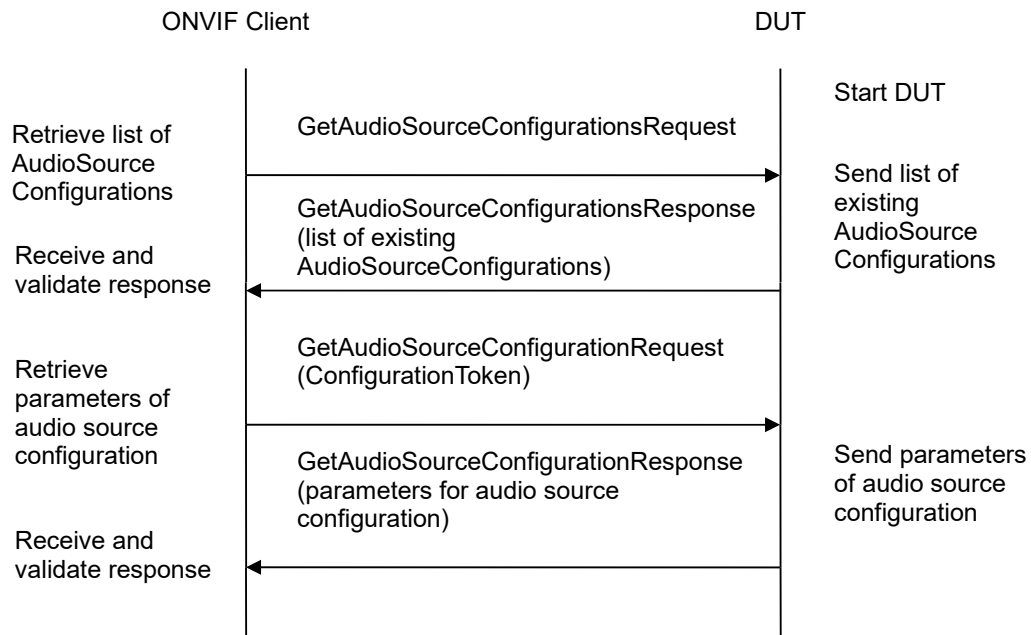 ONVIF Client
DUT
Start DUT
Retrieve list of
AudioSource
Configurations
GetAudioSourceConfigurationsRequest
Send list of
existing
AudioSource
Configurations
GetAudioSourceConfigurationsResponse
(list of existing
AudioSourceConfigurations)
Receive and
validate response
Retrieve
parameters of
audio source
configuration
GetAudioSourceConfigurationRequest
(ConfigurationToken)
Send parameters
of audio source
configuration
GetAudioSourceConfigurationResponse
(parameters for audio source
configuration)
Receive and
validate response